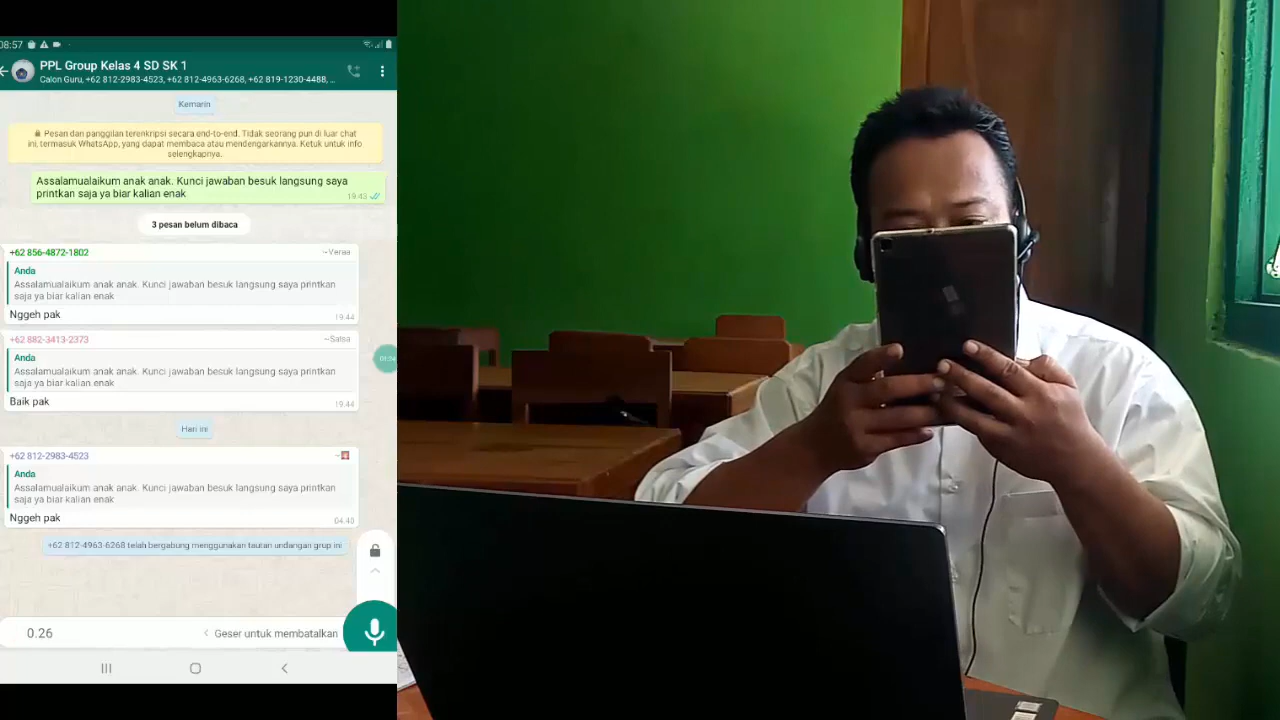 08:57
PPL Group Kelas 4 SD SK 1
Calon Guru, +62 812-2983-4523, +62 812-4963-6268, +62 819-1230-4488, ...
Kemarin
Pesan dan panggilan terenkripsi secara end-to-end. Tidak seorang pun di luar chat
ini, termasuk WhatsApp, yang dapat membaca atau mendengarkannya. Ketuk untuk info
selengkapnya.
Assalamualaikum anak anak. Kunci jawaban besuk langsung saya
printkan saja ya biar kalian enak
19.43
3 pesan belum dibaca
+62 856-4872-1802 ~Veraa
Anda
Assalamualaikum anak anak. Kunci jawaban besuk langsung saya printkan
saja ya biar kalian enak
Nggeh pak
19.44
+62 882-3413-2373 ~Salsa
Anda
Assalamualaikum anak anak. Kunci jawaban besuk langsung saya printkan
saja ya biar kalian enak
Baik pak
19.44
Hari ini
+62 812-2983-4523
Anda
Assalamualaikum anak anak. Kunci jawaban besuk langsung saya printkan
saja ya biar kalian enak
Nggeh pak
04.40
+62 812-4963-6268 telah bergabung menggunakan tautan undangan grup ini
0.26 < Geser untuk membatalkan